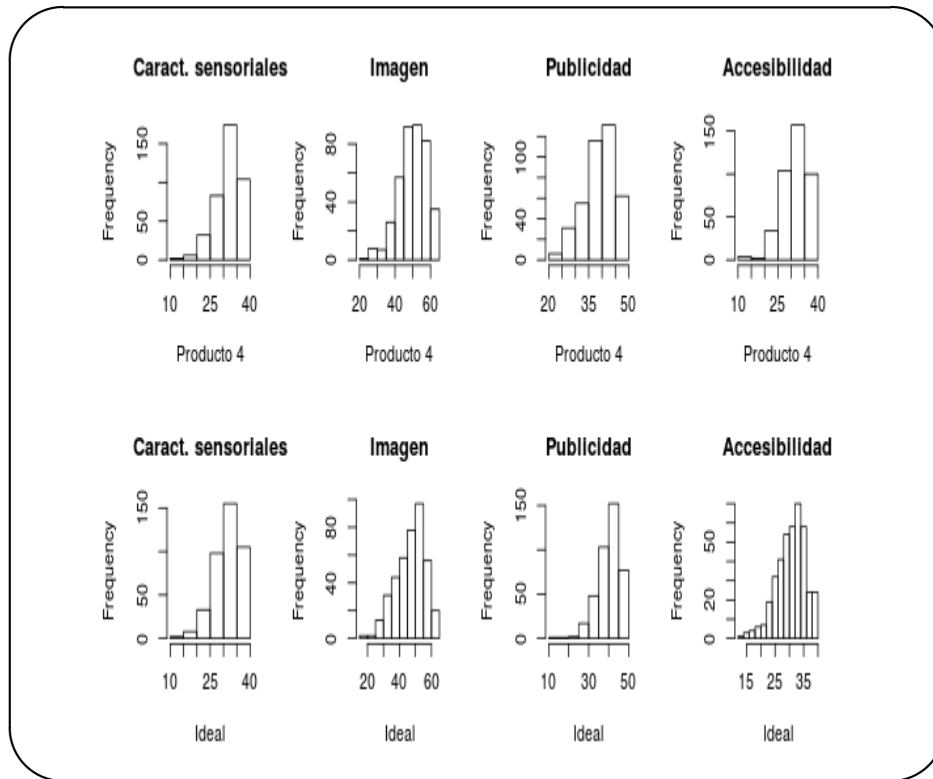 Caract. sensoriales
Imagen
Publicidad
Accesibilidad
Frequency
0
50
150
10
25
40
Producto 4
Frequency
0
40
80
20
40
60
Producto 4
Frequency
0
40
100
20
35
50
Producto 4
Frequency
0
50
150
10
25
40
Producto 4
Caract. sensoriales
Imagen
Publicidad
Accesibilidad
Frequency
0
50
150
10
25
40
Ideal
Frequency
0
40
80
20
40
60
Ideal
Frequency
0
50
150
10
30
50
Ideal
Frequency
0
20
50
15
25
35
Ideal